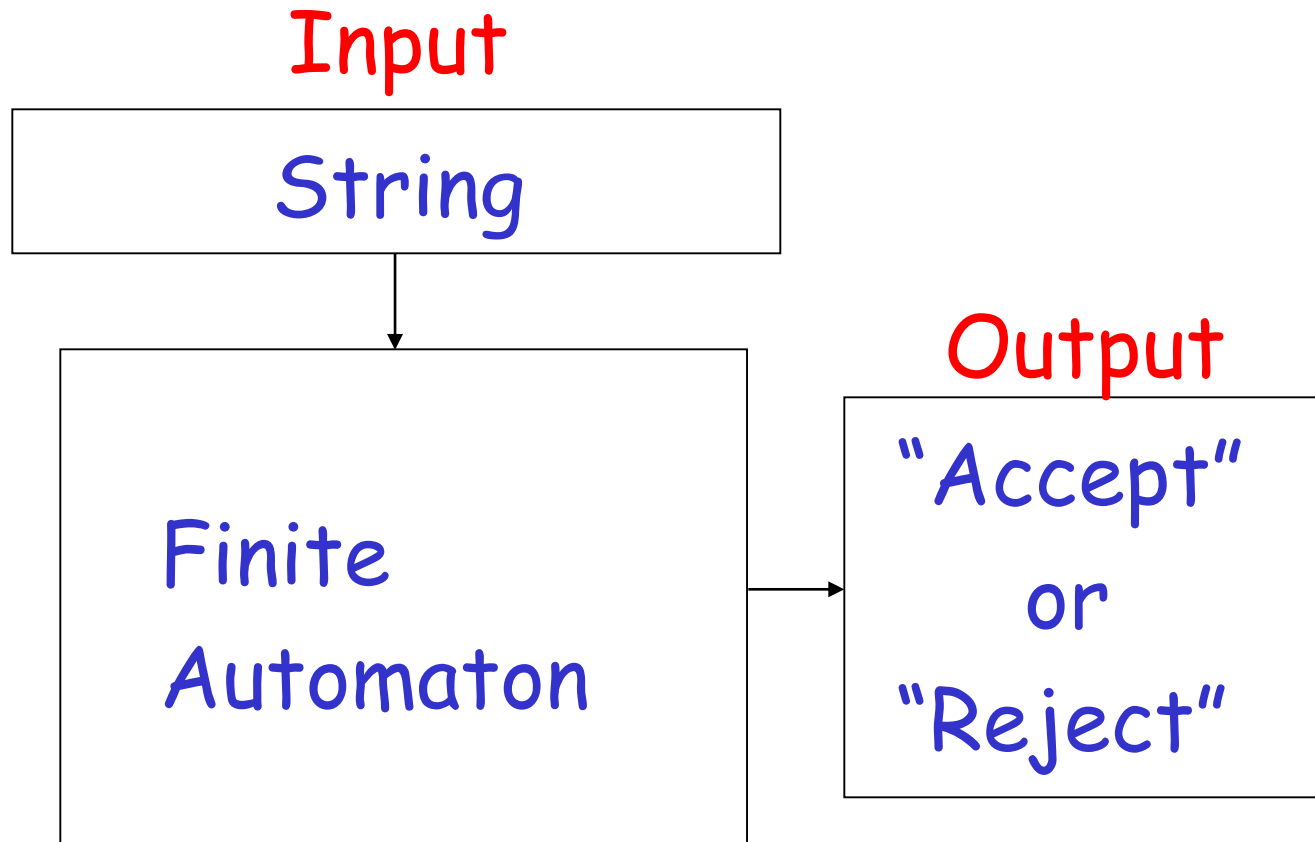 Input
String
Output
“Accept”
or
“Reject”
Finite
Automaton